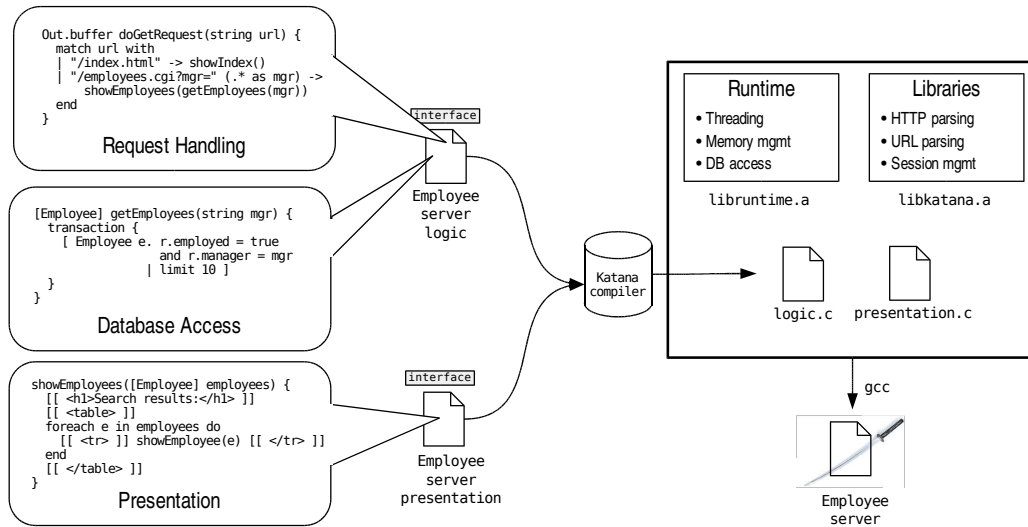 Out.buffer doGetRequest(string url) {
match url with
| "/index.html" -> showIndex()
| "/employees.cgi?mgr=" (.* as mgr) ->
showEmployees(getEmployees(mgr))
end
}
Request Handling
[Employee] getEmployees(string mgr) {
transaction {
[ Employee e. r.employed = true
and r.manager = mgr
| limit 10 ]
}
}
Database Access
showEmployees([Employee] employees) {
[[ <h1>Search results:</h1> ]]
[[ <table> ]]
foreach e in employees do
[[ <tr> ]] showEmployee(e) [[ </tr> ]]
end
[[ </table> ]]
}
Presentation
interface
Employee
server
logic
interface
Employee
server
presentation
Katana
compiler
Runtime
• Threading
• Memory mgmt
• DB access
libruntime.a
Libraries
• HTTP parsing
• URL parsing
• Session mgmt
libkatana.a
logic.c
presentation.c
gcc
Employee
server